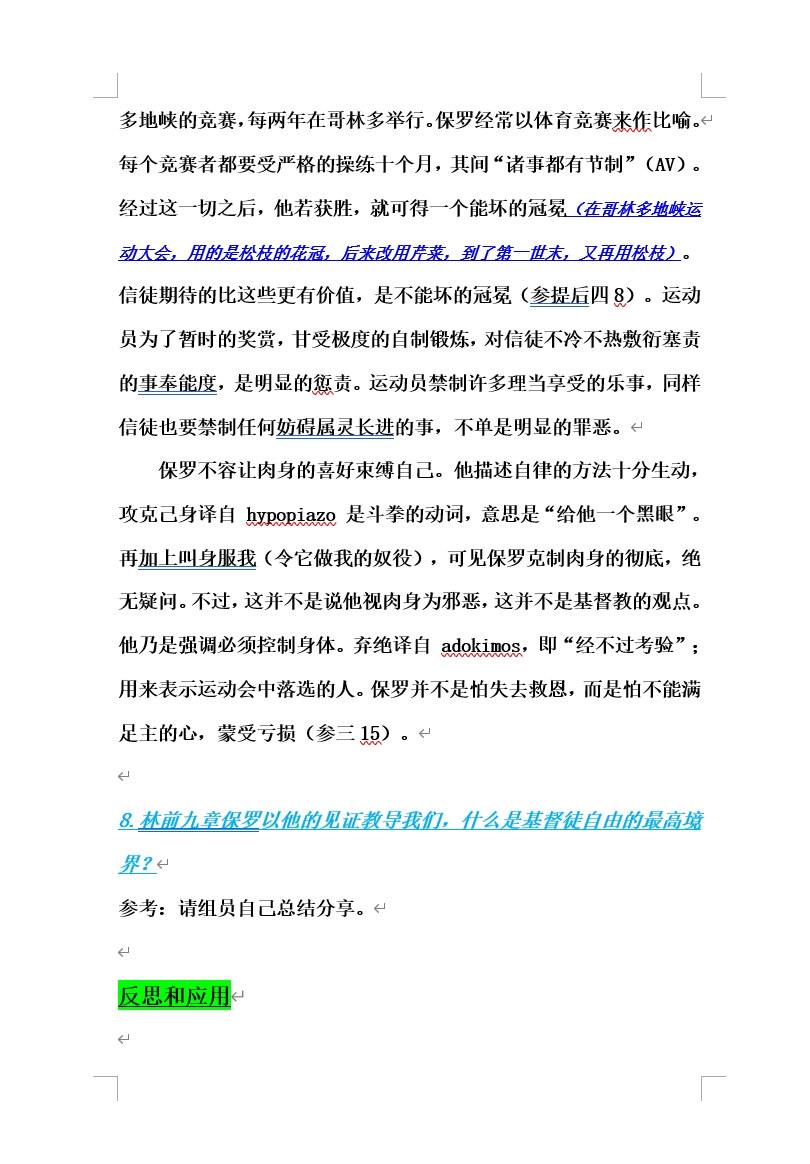 多地峡的竞赛，每两年在哥林多举行。保罗经常以体育竞赛来作比喻。
每个竞赛者都要受严格的操练十个月，其间“诸事都有节制”（AV）。
经过这一切之后，他若获胜，就可得一个能坏的冠冕（在哥林多地峡运
动大会，用的是松枝的花冠，后来改用芹菜，到了第一世末，又再用松枝）。
信徒期待的比这些更有价值，是不能坏的冠冕（参提后四8）。运动
员为了暂时的奖赏，甘受极度的自制锻炼，对信徒不冷不热敷衍塞责
的事奉能度，是明显的愆责。运动员禁制许多理当享受的乐事，同样
信徒也要禁制任何妨碍属灵长进的事，不单是明显的罪恶。
保罗不容让肉身的喜好束缚自己。他描述自律的方法十分生动，
攻克己身译自 hypopiazo 是斗拳的动词，意思是“给他一个黑眼”。
再加上叫身服我（令它做我的奴役），可见保罗克制肉身的彻底，绝
无疑问。不过，这并不是说他视肉身为邪恶，这并不是基督教的观点。
他乃是强调必须控制身体。弃绝译自 adokimos，即“经不过考验”；
用来表示运动会中落选的人。保罗并不是怕失去救恩，而是怕不能满
足主的心，蒙受亏损（参三15）。
8.林前九章保罗以他的见证教导我们，什么是基督徒自由的最高境
界？
参考：请组员自己总结分享。
反思和应用